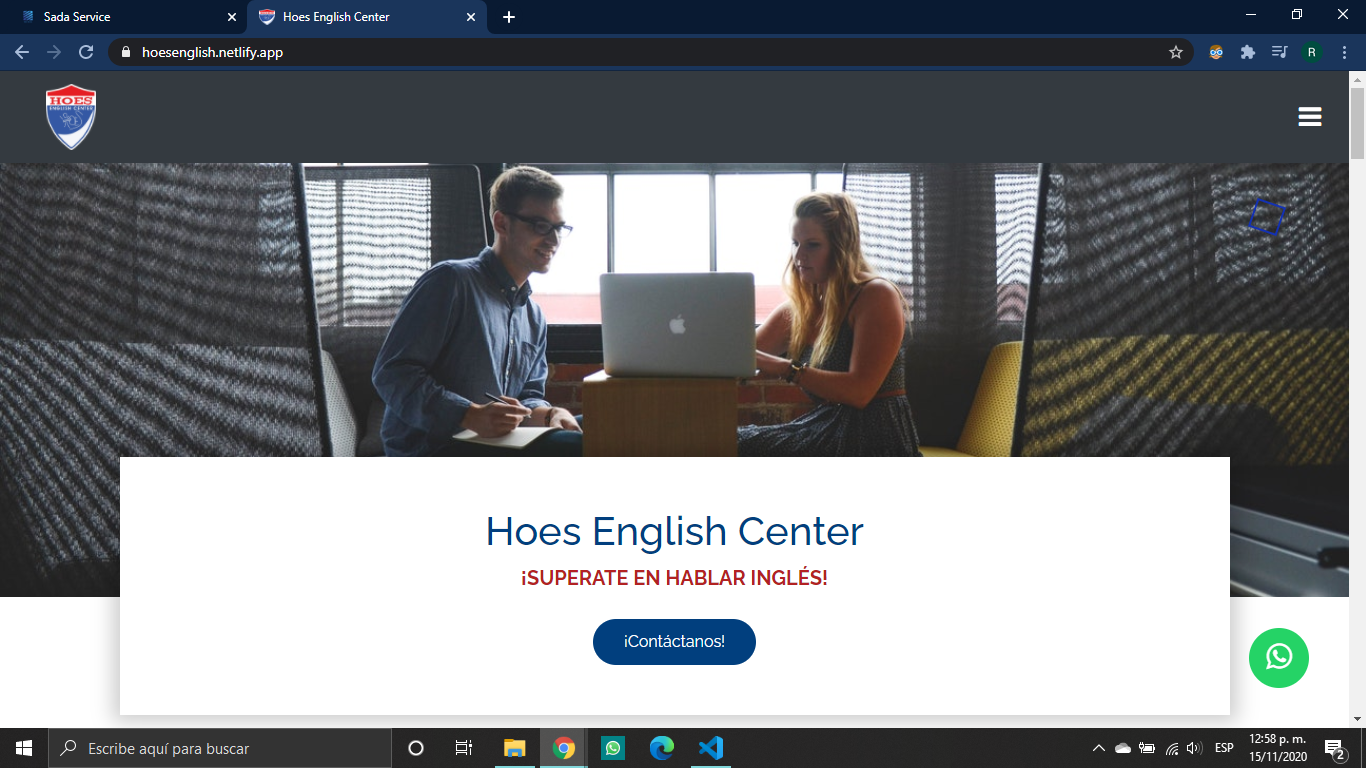 Sada Service
Hoes English Center
hoesenglish.netlify.app
R
HOES
ENGLISH CENTER
Hoes English Center
¡SUPERATE EN HABLAR INGLÉS!
¡Contáctanos!
Escribe aquí para buscar
ESP
12:58 p. m.
15/11/2020
2